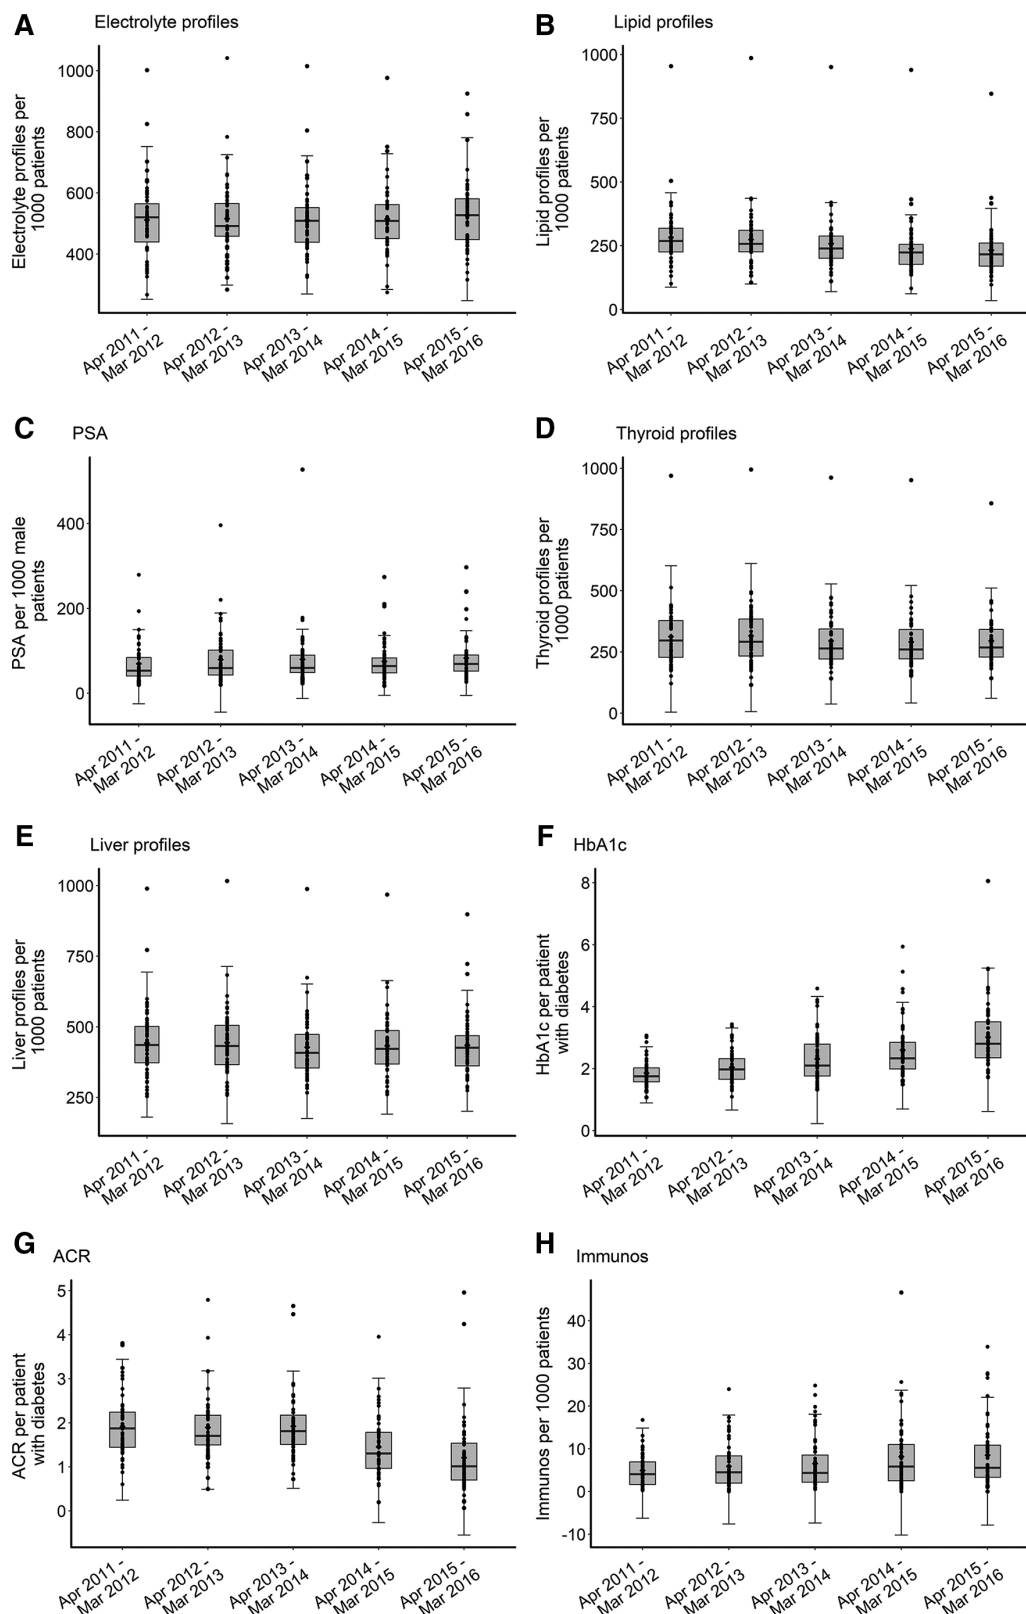 A Electrolyte profiles
Electrolyte profiles per
1000 patients
1000
800
600
400
Apr 2011 -
Mar 2012
Apr 2012 -
Mar 2013
Apr 2013 -
Mar 2014
Apr 2014 -
Mar 2015
Apr 2015 -
Mar 2016
B Lipid profiles
Lipid profiles per
1000 patients
1000
750
500
250
0
Apr 2011 -
Mar 2012
Apr 2012 -
Mar 2013
Apr 2013 -
Mar 2014
Apr 2014 -
Mar 2015
Apr 2015 -
Mar 2016
C PSA
PSA per 1000 male
patients
400
200
0
Apr 2011 -
Mar 2012
Apr 2012 -
Mar 2013
Apr 2013 -
Mar 2014
Apr 2014 -
Mar 2015
Apr 2015 -
Mar 2016
D Thyroid profiles
Thyroid profiles per
1000 patients
1000
750
500
250
0
Apr 2011 -
Mar 2012
Apr 2012 -
Mar 2013
Apr 2013 -
Mar 2014
Apr 2014 -
Mar 2015
Apr 2015 -
Mar 2016
E Liver profiles
Liver profiles per
1000 patients
1000
750
500
250
Apr 2011 -
Mar 2012
Apr 2012 -
Mar 2013
Apr 2013 -
Mar 2014
Apr 2014 -
Mar 2015
Apr 2015 -
Mar 2016
F HbA1c
HbA1c per patient
with diabetes
8
6
4
2
0
Apr 2011 -
Mar 2012
Apr 2012 -
Mar 2013
Apr 2013 -
Mar 2014
Apr 2014 -
Mar 2015
Apr 2015 -
Mar 2016
G ACR
ACR per patient
with diabetes
5
4
3
2
1
0
Apr 2011 -
Mar 2012
Apr 2012 -
Mar 2013
Apr 2013 -
Mar 2014
Apr 2014 -
Mar 2015
Apr 2015 -
Mar 2016
H Immunos
Immunos per 1000 patients
40
30
20
10
0
-10
Apr 2011 -
Mar 2012
Apr 2012 -
Mar 2013
Apr 2013 -
Mar 2014
Apr 2014 -
Mar 2015
Apr 2015 -
Mar 2016